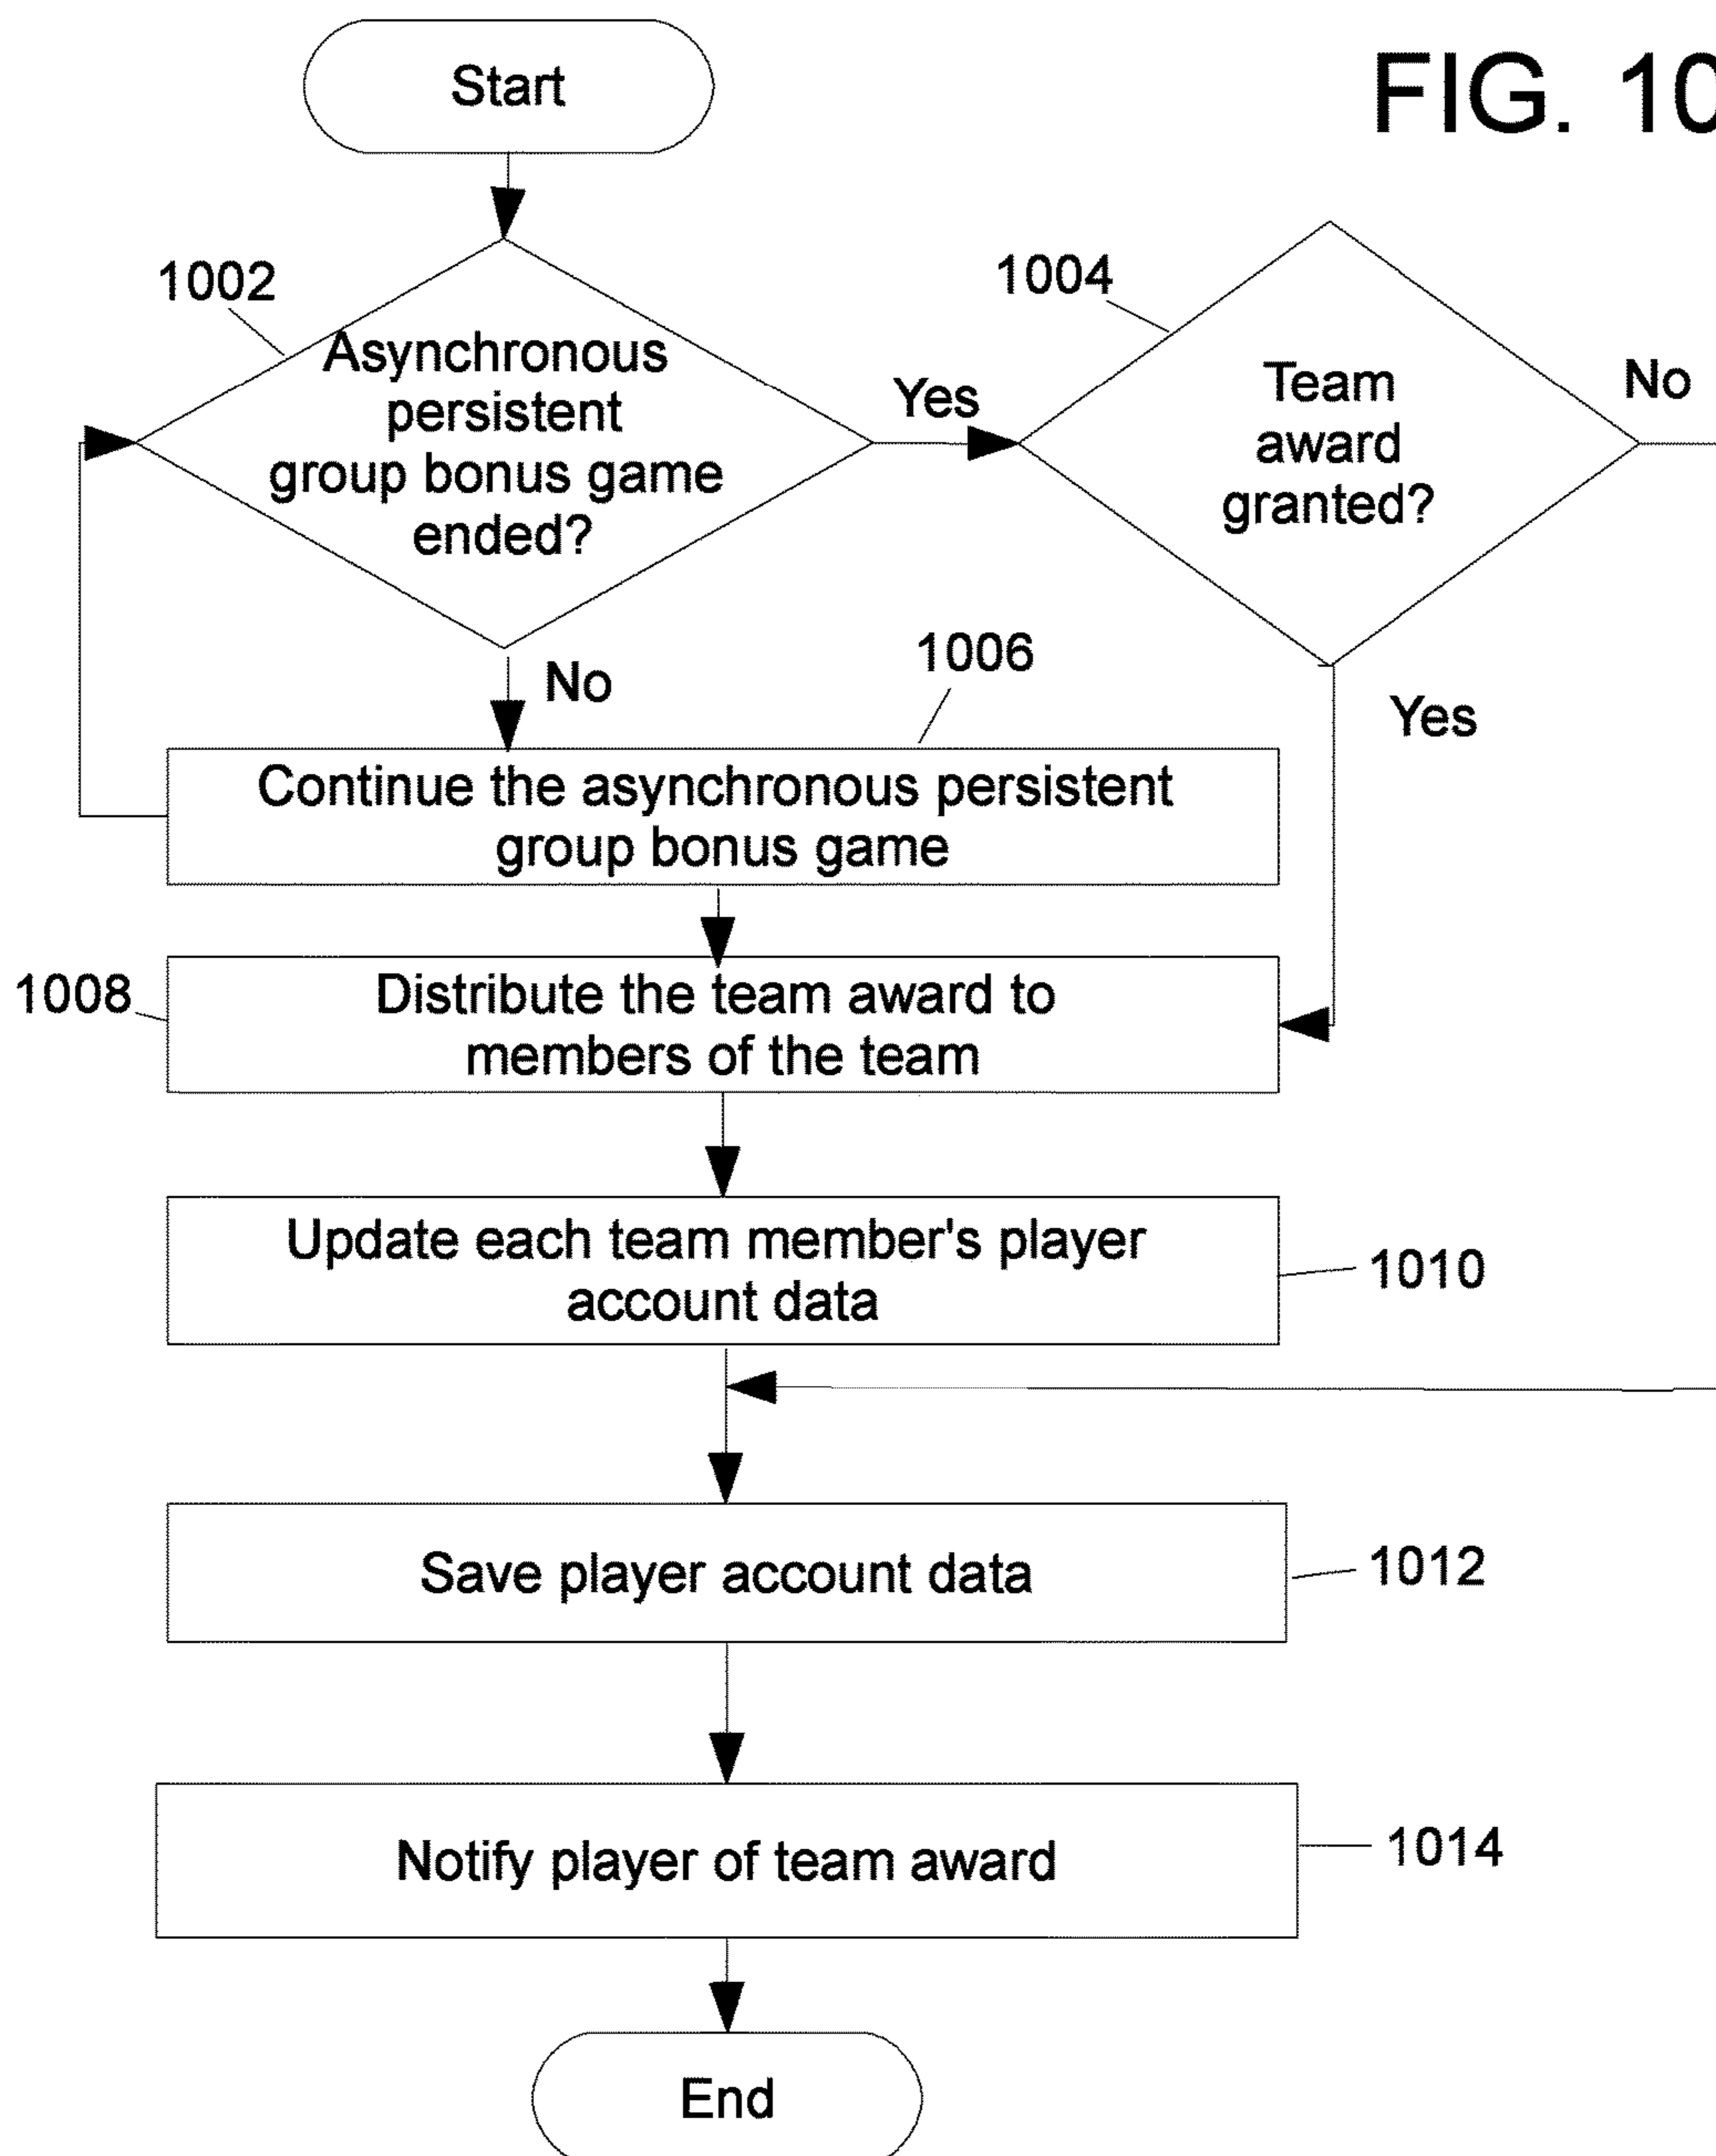 Start
FIG. 10
1002
Asynchronous
persistent
group bonus game
ended?
Yes
1004
Team
award
granted?
No
No
1006
Yes
Continue the asynchronous persistent
group bonus game
1008
Distribute the team award to
members of the team
Update each team member's player
account data
1010
Save player account data
1012
Notify player of team award
1014
End